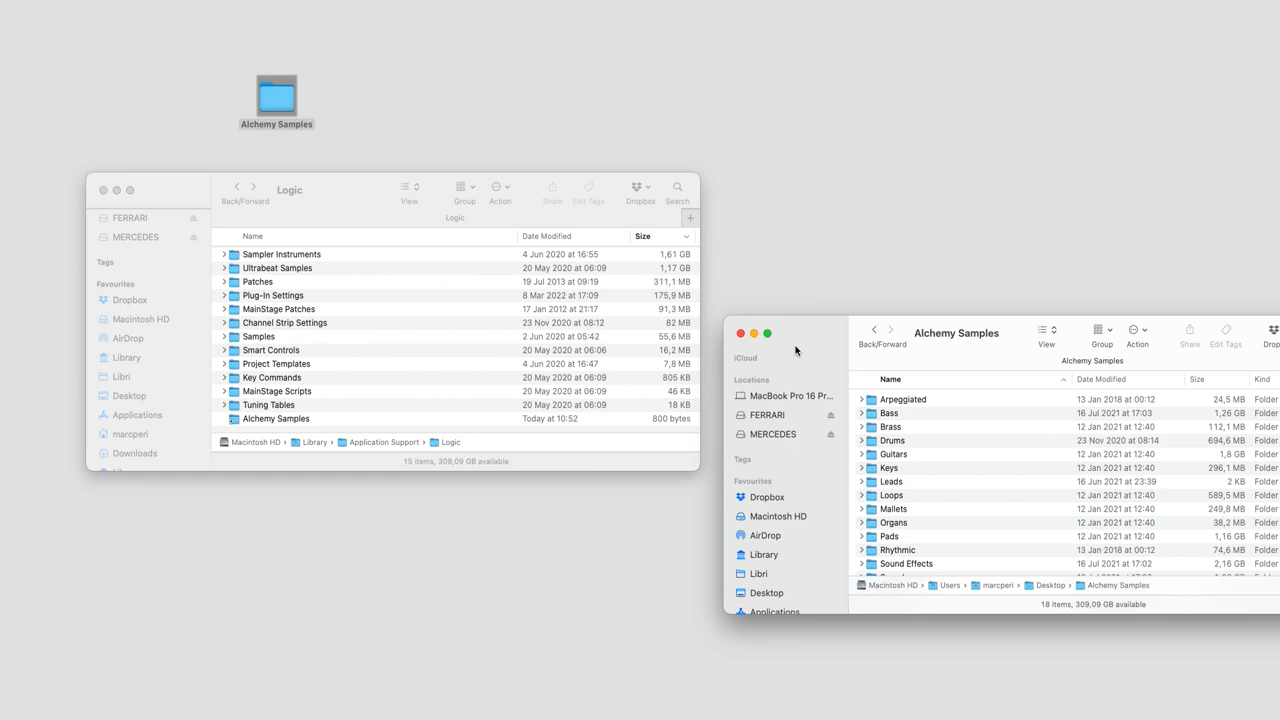 Alchemy Samples
Logic
Back/Forward View Group Action Share Edit Tags Dropbox Search
Logic
FERRARI
MERCEDES
Tags
Favourites
Dropbox
Macintosh HD
AirDrop
Library
Libri
Desktop
Applications
marcperi
Downloads
Name Date Modified Size
Sampler Instruments 4 Jun 2020 at 16:55 1,61 GB
Ultrabeat Samples 20 May 2020 at 06:09 1,17 GB
Patches 19 Jul 2013 at 09:19 311,1 MB
Plug-In Settings 8 Mar 2022 at 17:09 175,9 MB
MainStage Patches 17 Jan 2012 at 21:17 91,3 MB
Channel Strip Settings 23 Nov 2020 at 08:12 82 MB
Samples 2 Jun 2020 at 05:42 55,6 MB
Smart Controls 20 May 2020 at 06:06 16,2 MB
Project Templates 4 Jun 2020 at 16:47 7,8 MB
Key Commands 20 May 2020 at 06:09 805 KB
MainStage Scripts 20 May 2020 at 06:09 46 KB
Tuning Tables 20 May 2020 at 06:09 18 KB
Alchemy Samples Today at 10:52 800 bytes
Macintosh HD › Library › Application Support › Logic
15 items, 309,09 GB available
Alchemy Samples
Back/Forward View Group Action Share Edit Tags Drop
Alchemy Samples
iCloud
Locations
MacBook Pro 16 Pr...
FERRARI
MERCEDES
Tags
Favourites
Dropbox
Macintosh HD
AirDrop
Library
Libri
Desktop
Applications
Name Date Modified Size Kind
Arpeggiated 13 Jan 2018 at 00:12 24,5 MB Folder
Bass 16 Jul 2021 at 17:03 1,26 GB Folder
Brass 12 Jan 2021 at 12:40 112,1 MB Folder
Drums 23 Nov 2020 at 08:14 694,6 MB Folder
Guitars 12 Jan 2021 at 12:40 1,8 GB Folder
Keys 12 Jan 2021 at 12:40 296,1 MB Folder
Leads 16 Jun 2021 at 23:39 2 KB Folder
Loops 12 Jan 2021 at 12:40 589,5 MB Folder
Mallets 12 Jan 2021 at 12:40 249,8 MB Folder
Organs 12 Jan 2021 at 12:40 38,2 MB Folder
Pads 12 Jan 2021 at 12:40 1,16 GB Folder
Rhythmic 13 Jan 2018 at 00:12 74,6 MB Folder
Sound Effects 16 Jul 2021 at 17:02 2,16 GB Folder
Macintosh HD › Users › marcperi › Desktop › Alchemy Samples
18 items, 309,09 GB available